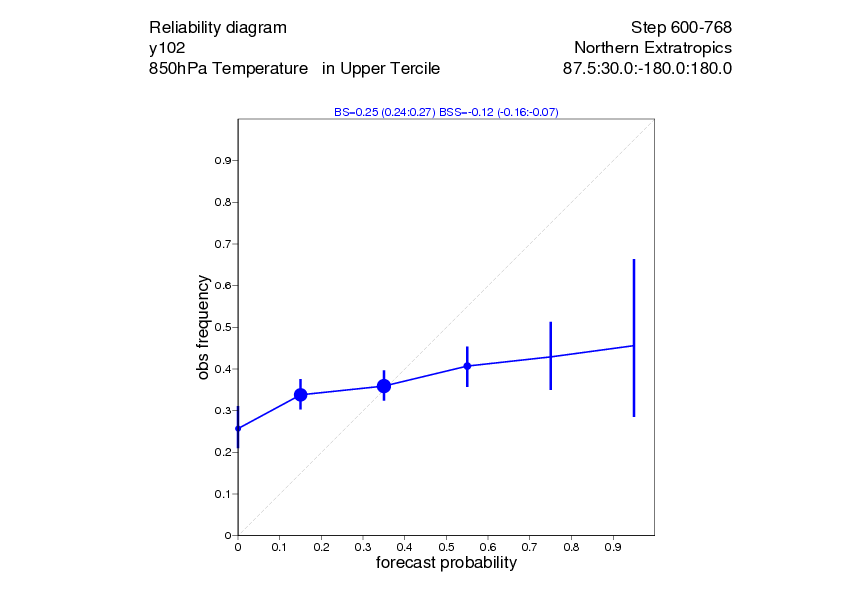 Reliability diagram
Step 600-768
y102
Northern Extratropics
850hPa Temperature   in Upper Tercile
87.5:30.0:-180.0:180.0
BS=0.25 (0.24:0.27) BSS=-0.12 (-0.16:-0.07)
0.9
0.8
0.7
0.6
0.5
0.4
0.3
0.2
0.1
0
obs frequency
0 0.1 0.2 0.3 0.4 0.5 0.6 0.7 0.8 0.9
forecast probability